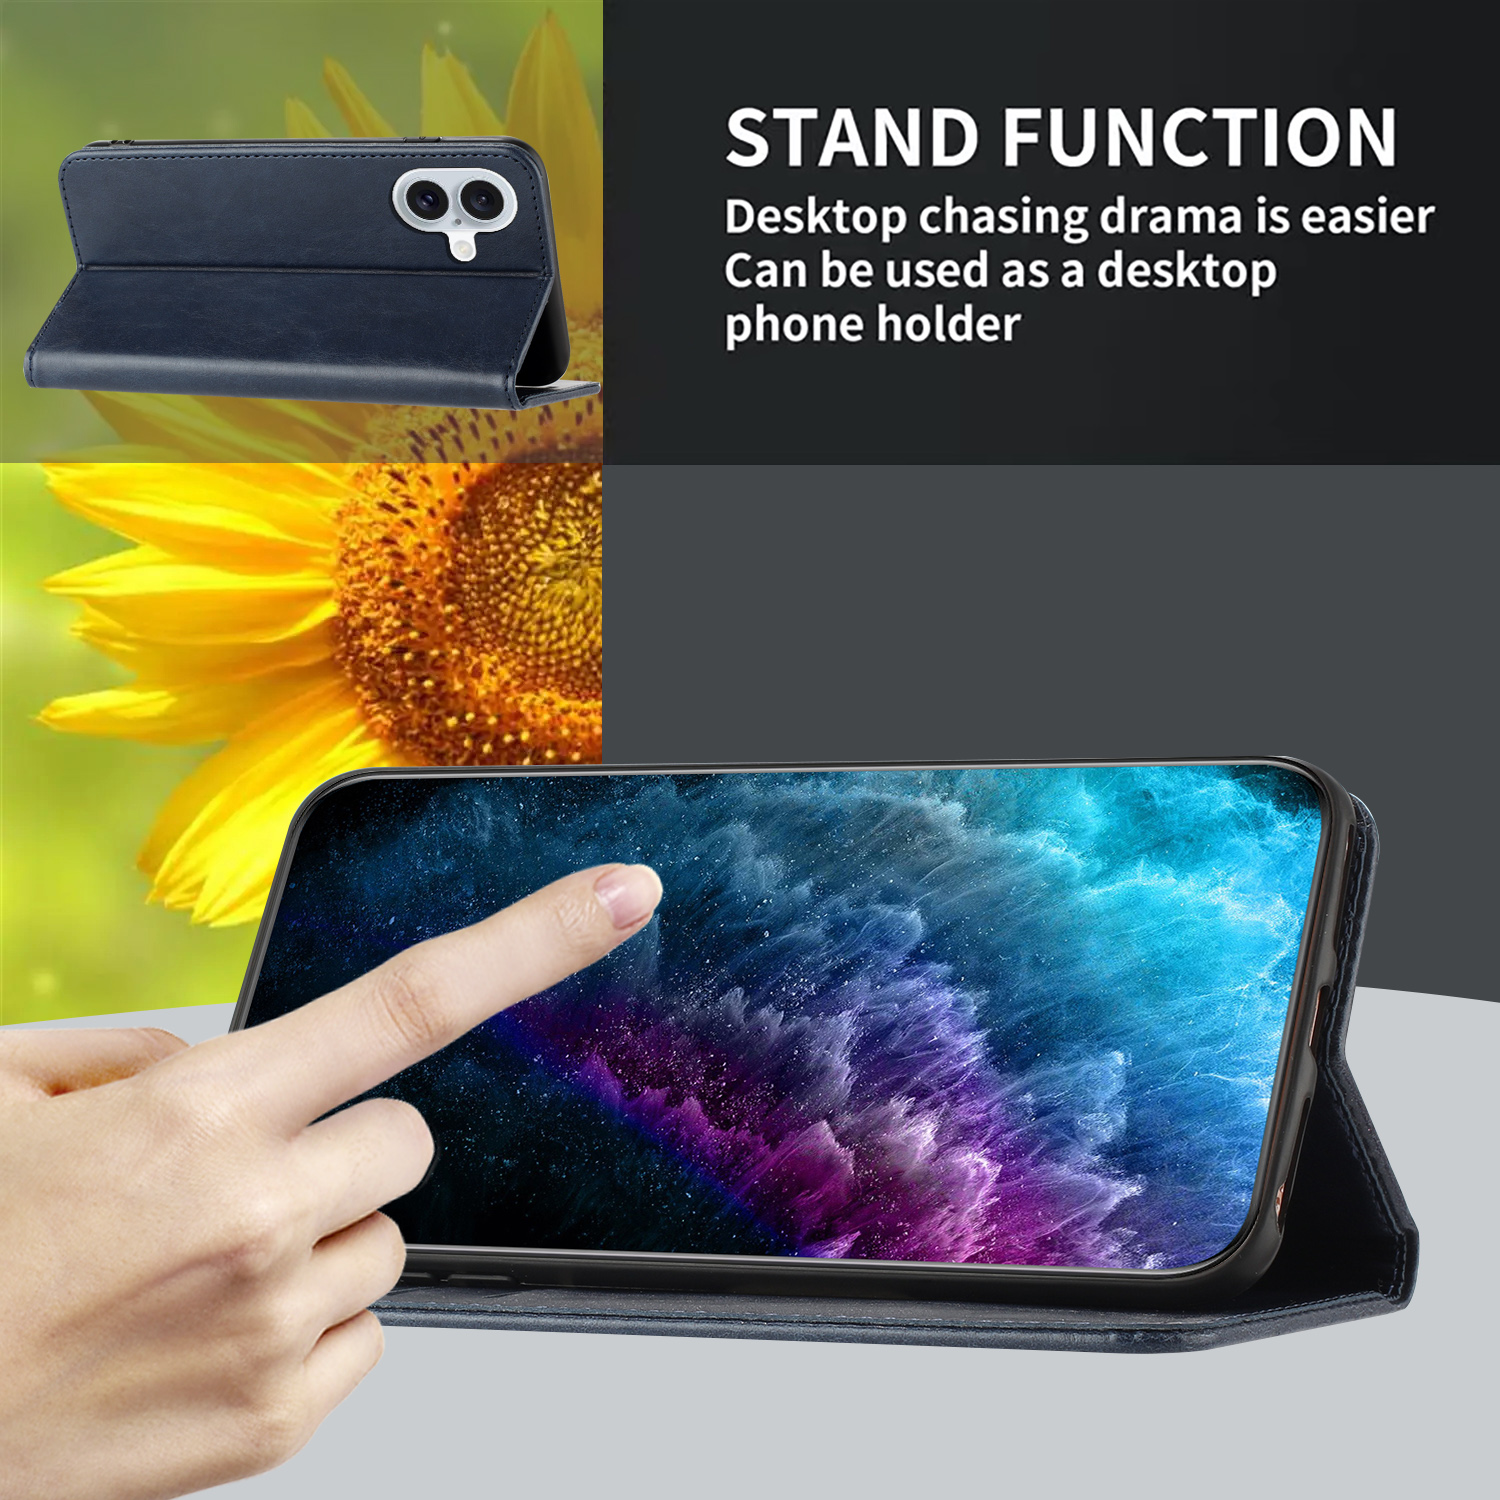 STAND FUNCTION
Desktop chasing drama is easier
Can be used as a desktop
phone holder